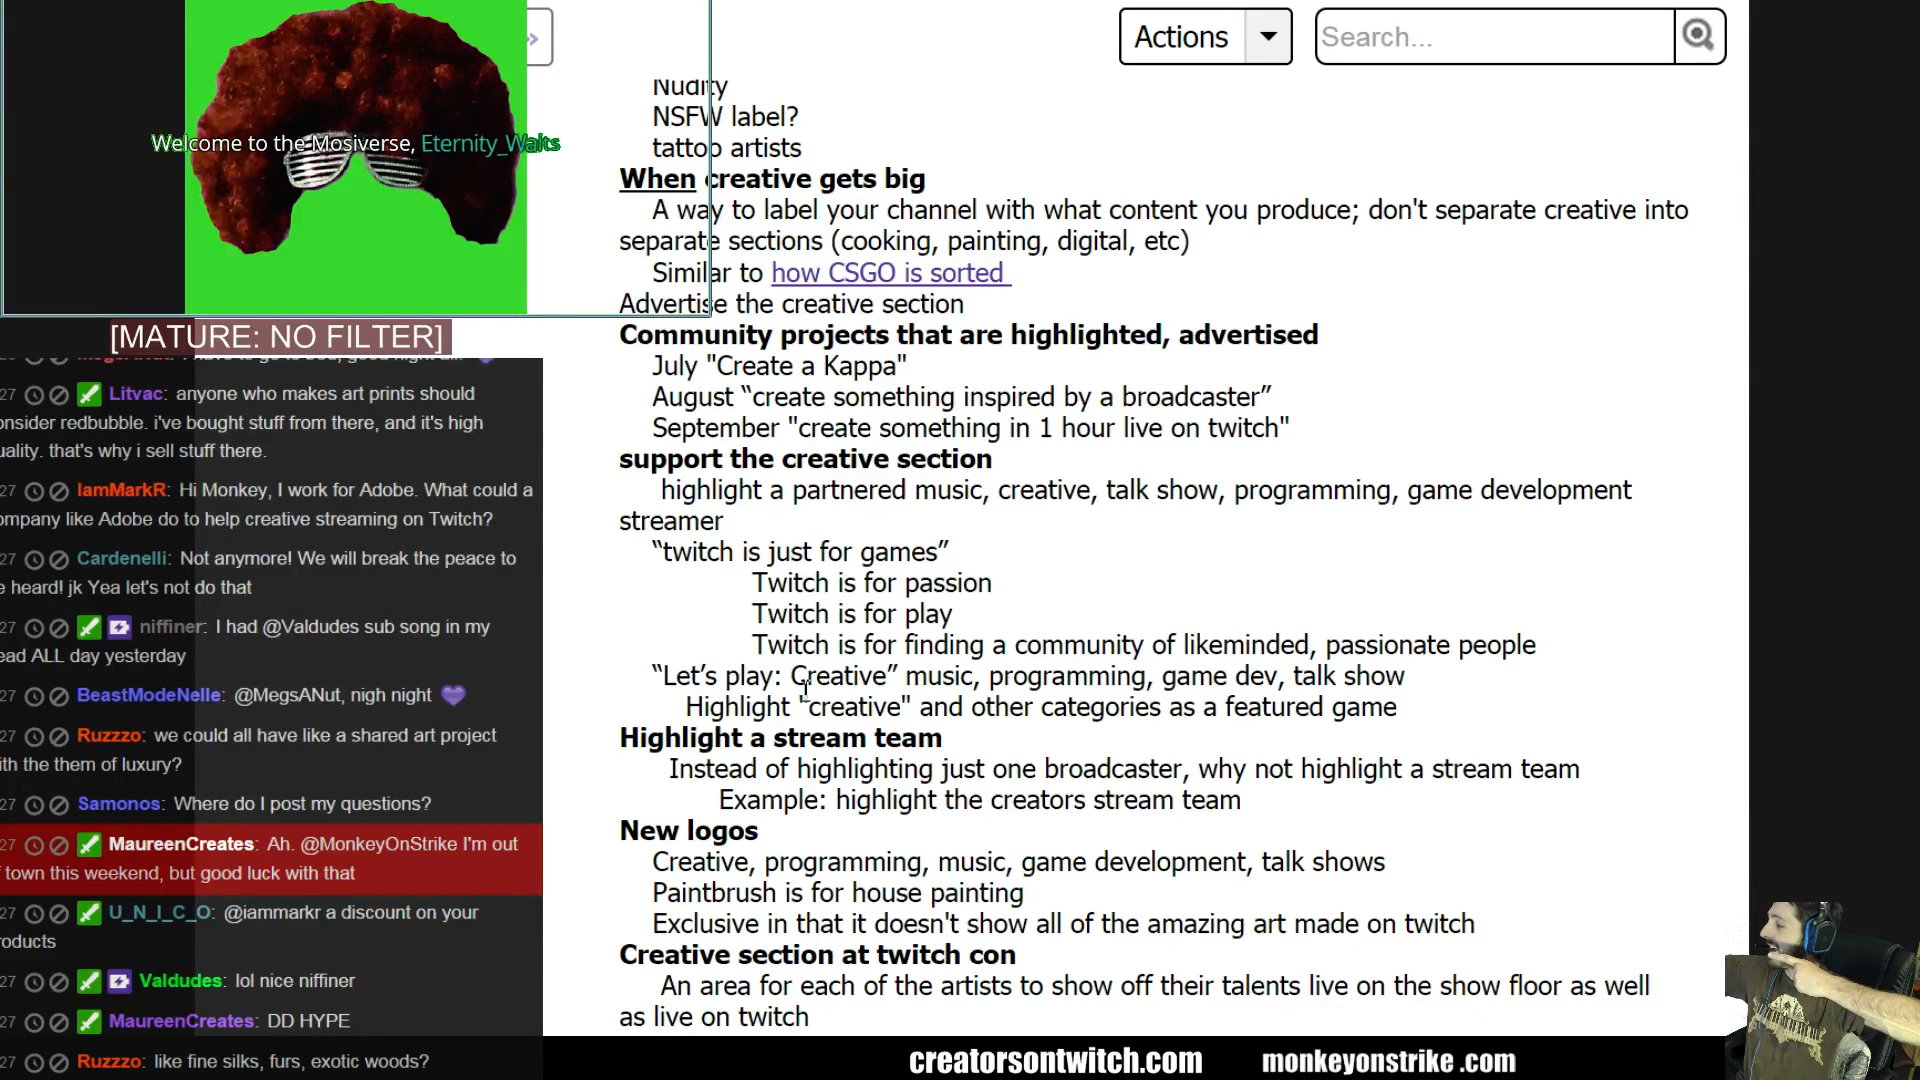 »
Actions
Search...
Welcome to the Mosiverse, Eternity_Waits
[MATURE: NO FILTER]
Nudity
NSFW label?
tattoo artists
When creative gets big
A way to label your channel with what content you produce; don't separate creative into
separate sections (cooking, painting, digital, etc)
Similar to how CSGO is sorted
Advertise the creative section
Community projects that are highlighted, advertised
July "Create a Kappa"
August “create something inspired by a broadcaster”
September "create something in 1 hour live on twitch"
support the creative section
highlight a partnered music, creative, talk show, programming, game development
streamer
“twitch is just for games”
Twitch is for passion
Twitch is for play
Twitch is for finding a community of likeminded, passionate people
“Let’s play: Creative” music, programming, game dev, talk show
Highlight "creative" and other categories as a featured game
Highlight a stream team
Instead of highlighting just one broadcaster, why not highlight a stream team
Example: highlight the creators stream team
New logos
Creative, programming, music, game development, talk shows
Paintbrush is for house painting
Exclusive in that it doesn't show all of the amazing art made on twitch
Creative section at twitch con
An area for each of the artists to show off their talents live on the show floor as well
as live on twitch
27 Litvac: anyone who makes art prints should
onsider redbubble. i've bought stuff from there, and it's high
uality. that's why i sell stuff there.
27 IamMarkR: Hi Monkey, I work for Adobe. What could a
ompany like Adobe do to help creative streaming on Twitch?
27 Cardenelli: Not anymore! We will break the peace to
e heard! jk Yea let's not do that
27 niffiner: I had @Valdudes sub song in my
ead ALL day yesterday
27 BeastModeNelle: @MegsANut, nigh night
27 Ruzzzo: we could all have like a shared art project
ith the them of luxury?
27 Samonos: Where do I post my questions?
27 MaureenCreates: Ah. @MonkeyOnStrike I'm out
f town this weekend, but good luck with that
27 U_N_I_C_O: @iammarkr a discount on your
roducts
27 Valdudes: lol nice niffiner
27 MaureenCreates: DD HYPE
27 Ruzzzo: like fine silks, furs, exotic woods?
creatorsontwitch.com
monkeyonstrike .com